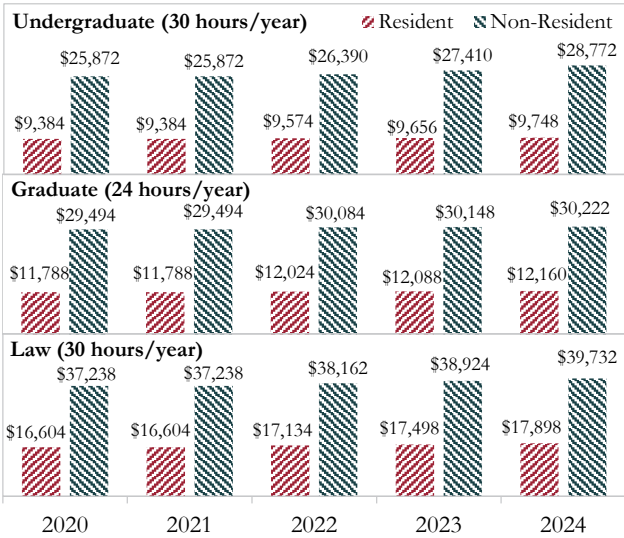 Undergraduate (30 hours/year) Resident Non-Resident
$25,872 $25,872 $26,390 $27,410 $28,772
$9,384 $9,384 $9,574 $9,656 $9,748
Graduate (24 hours/year)
$29,494 $29,494 $30,084 $30,148 $30,222
$11,788 $11,788 $12,024 $12,088 $12,160
Law (30 hours/year)
$37,238 $37,238 $38,162 $38,924 $39,732
$16,604 $16,604 $17,134 $17,498 $17,898
2020 2021 2022 2023 2024